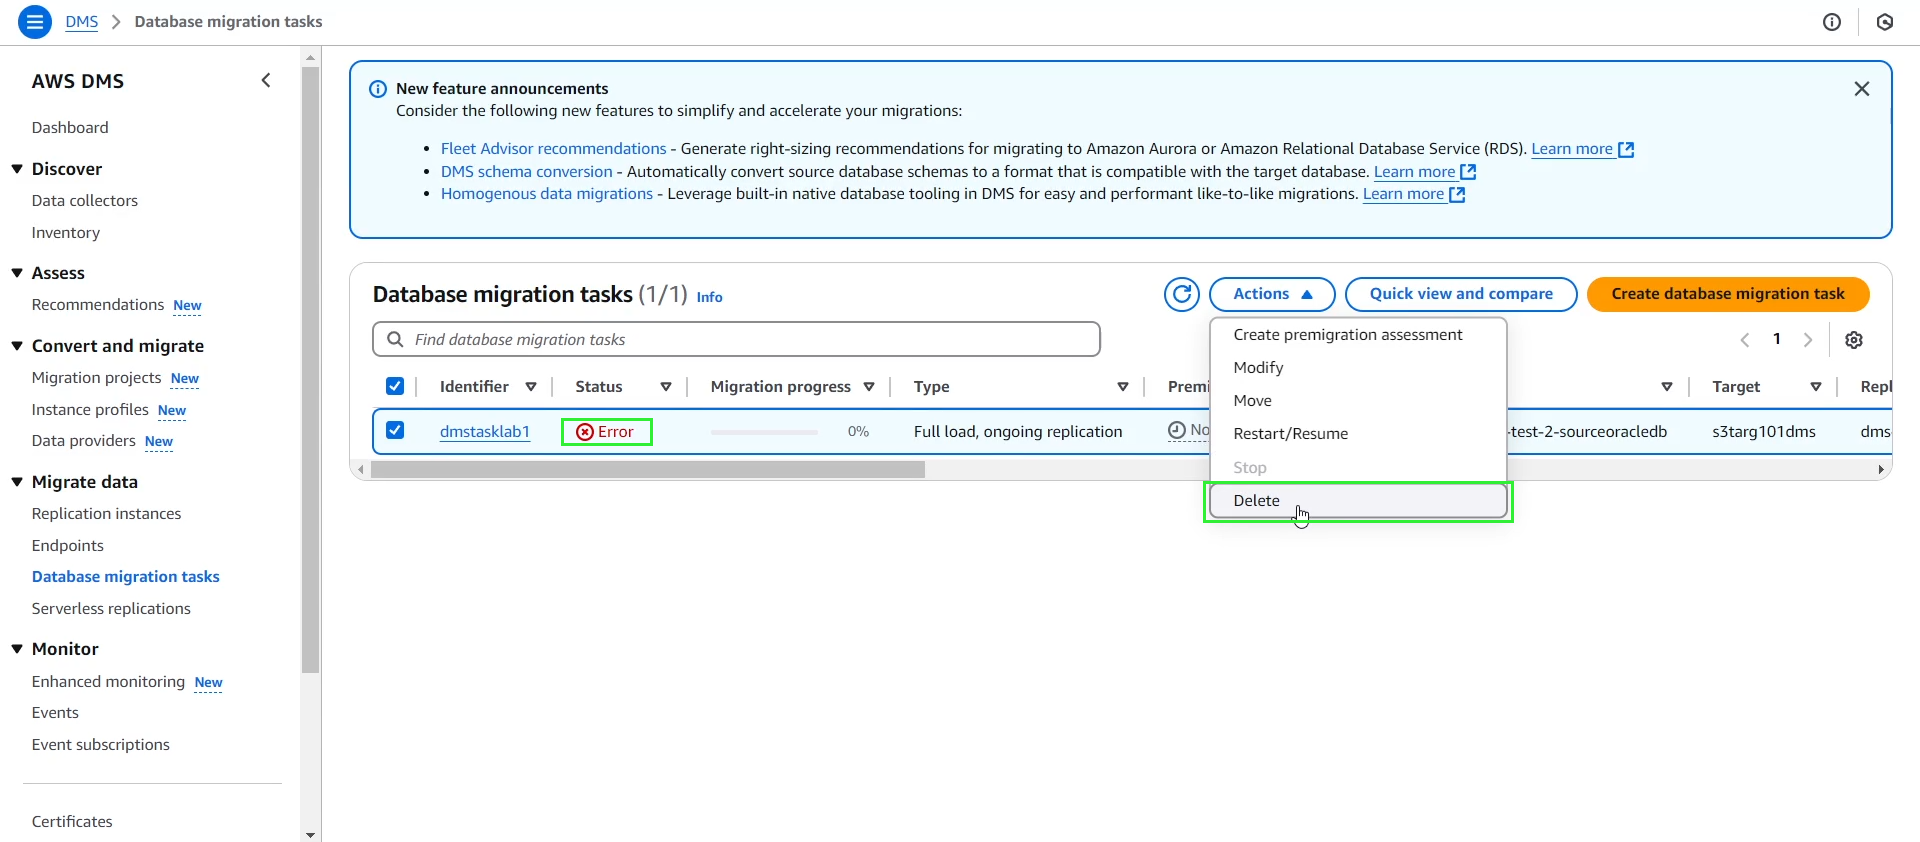 DMS > Database migration tasks
AWS DMS
Dashboard
Discover
Data collectors
Inventory
Assess
Recommendations New
Convert and migrate
Migration projects New
Instance profiles New
Data providers New
Migrate data
Replication instances
Endpoints
Database migration tasks
Serverless replications
Monitor
Enhanced monitoring New
Events
Event subscriptions
Certificates
New feature announcements
Consider the following new features to simplify and accelerate your migrations:
• Fleet Advisor recommendations - Generate right-sizing recommendations for migrating to Amazon Aurora or Amazon Relational Database Service (RDS). Learn more
• DMS schema conversion - Automatically convert source database schemas to a format that is compatible with the target database. Learn more
• Homogenous data migrations - Leverage built-in native database tooling in DMS for easy and performant like-to-like migrations. Learn more
Database migration tasks (1/1) Info
Actions
Quick view and compare
Create database migration task
Find database migration tasks
1
Identifier Status Migration progress Type Premi Target Repl
dmstasklab1 Error 0% Full load, ongoing replication No -test-2-sourceoracledb s3targ101dms dms
Create premigration assessment
Modify
Move
Restart/Resume
Stop
Delete